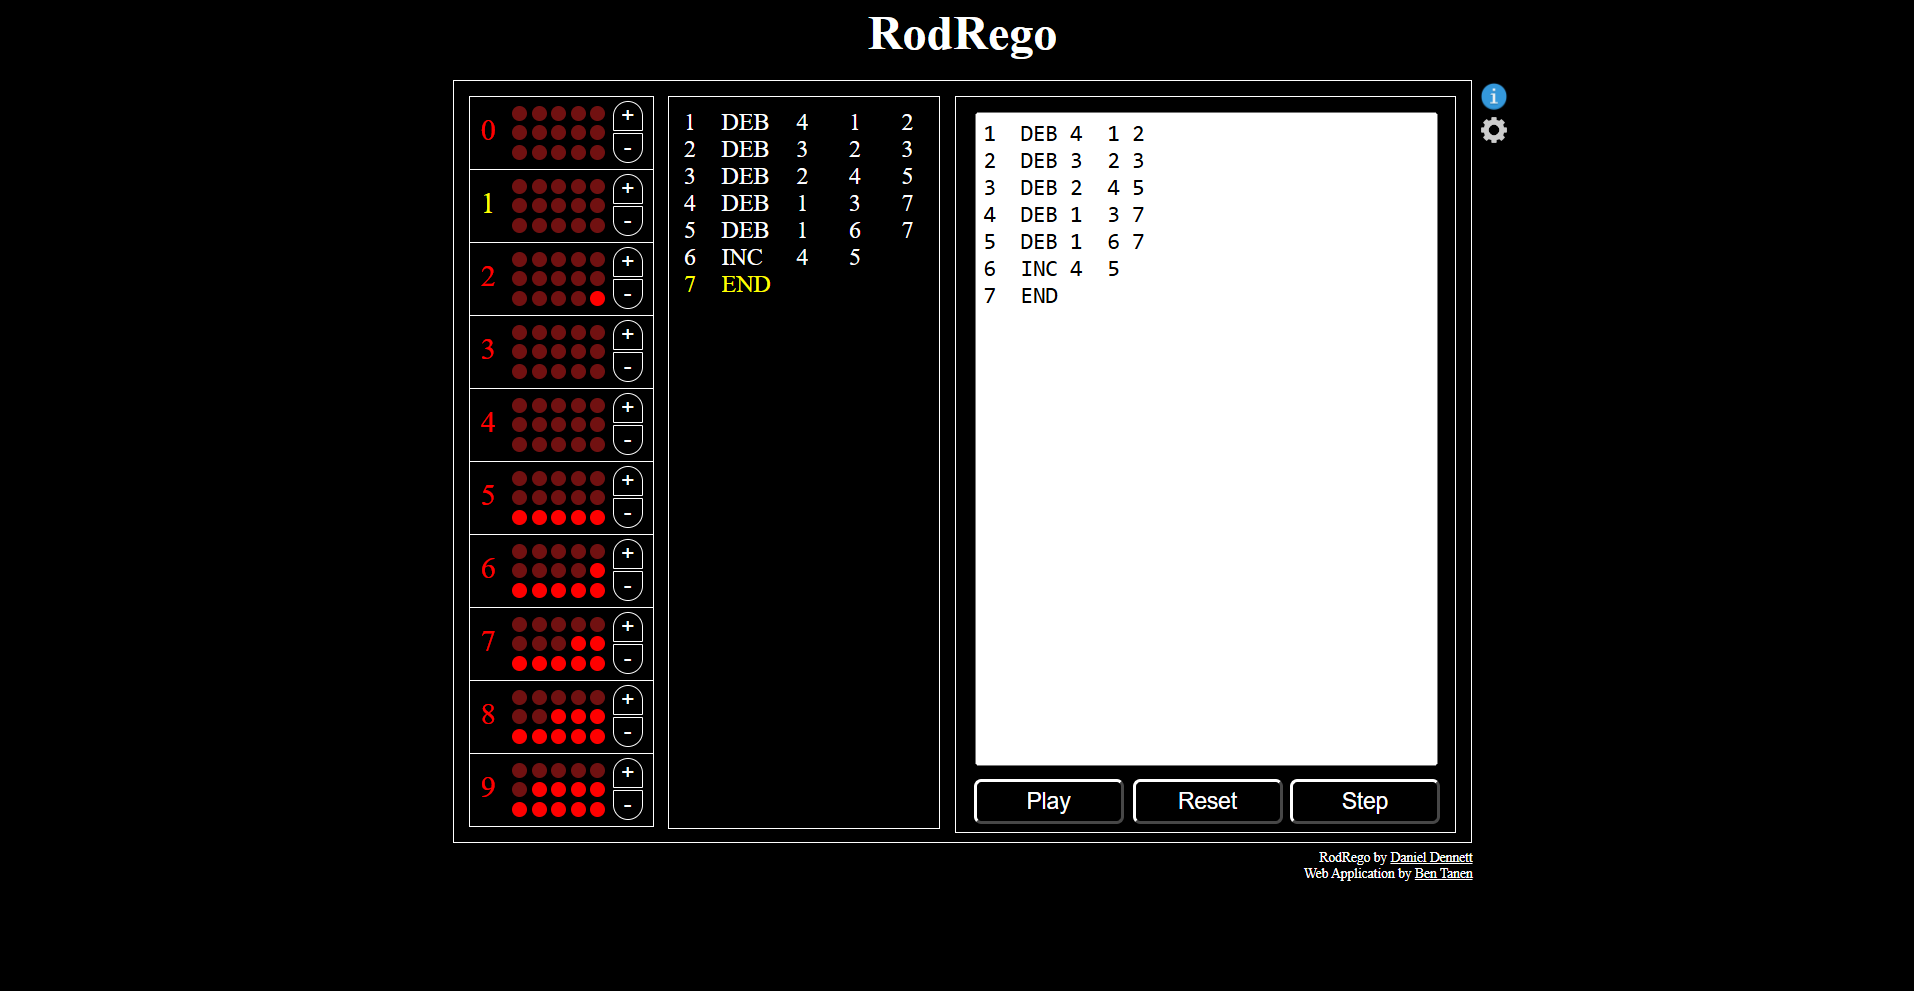 RodRego
0 + -
1 + -
2 + -
3 + -
4 + -
5 + -
6 + -
7 + -
8 + -
9 + -
1 DEB 4 1 2
2 DEB 3 2 3
3 DEB 2 4 5
4 DEB 1 3 7
5 DEB 1 6 7
6 INC 4 5
7 END
1 DEB 4 1 2
2 DEB 3 2 3
3 DEB 2 4 5
4 DEB 1 3 7
5 DEB 1 6 7
6 INC 4 5
7 END
Play Reset Step
i
RodRego by Daniel Dennett
Web Application by Ben Tanen